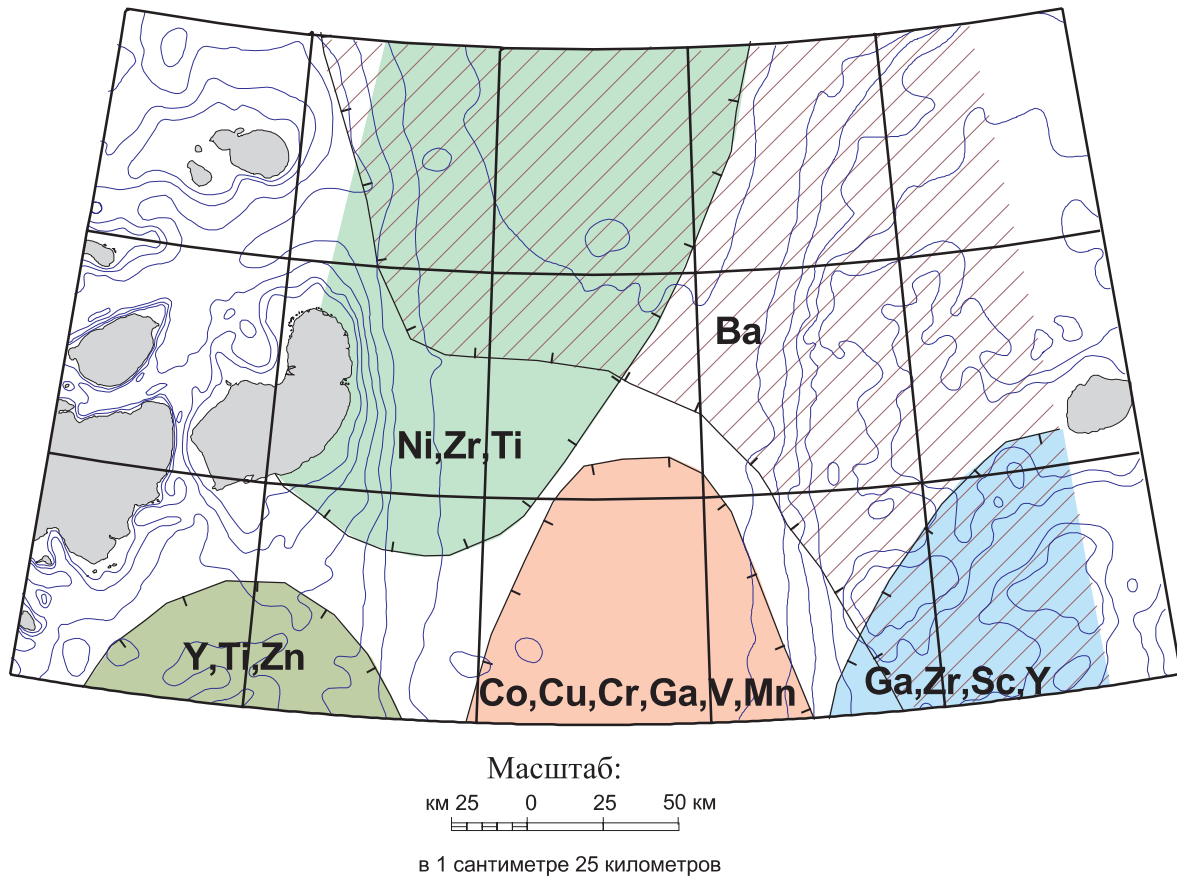 Ba
Ni,Zr,Ti
Y,Ti,Zn
Co,Cu,Cr,Ga,V,Mn
Ga,Zr,Sc,Y
Масштаб:
км 25 0 25 50 км
в 1 сантиметре 25 километров